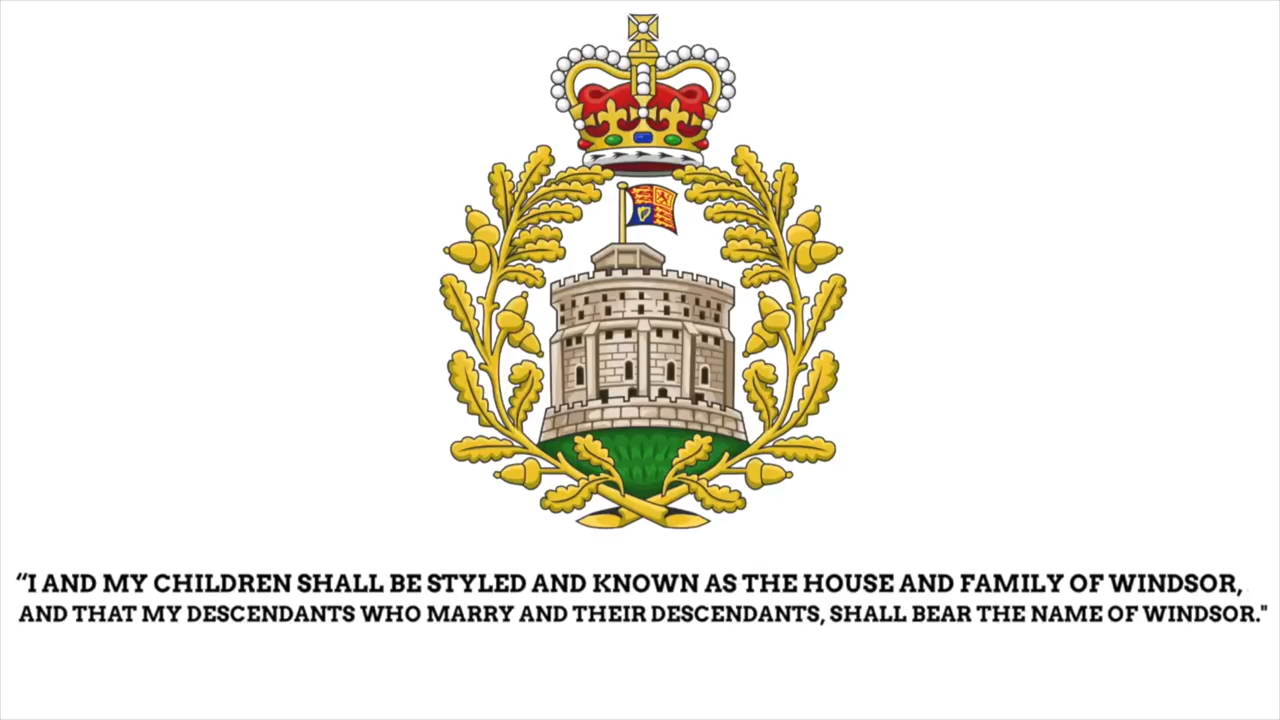 “I AND MY CHILDREN SHALL BE STYLED AND KNOWN AS THE HOUSE AND FAMILY OF WINDSOR,
AND THAT MY DESCENDANTS WHO MARRY AND THEIR DESCENDANTS, SHALL BEAR THE NAME OF WINDSOR."